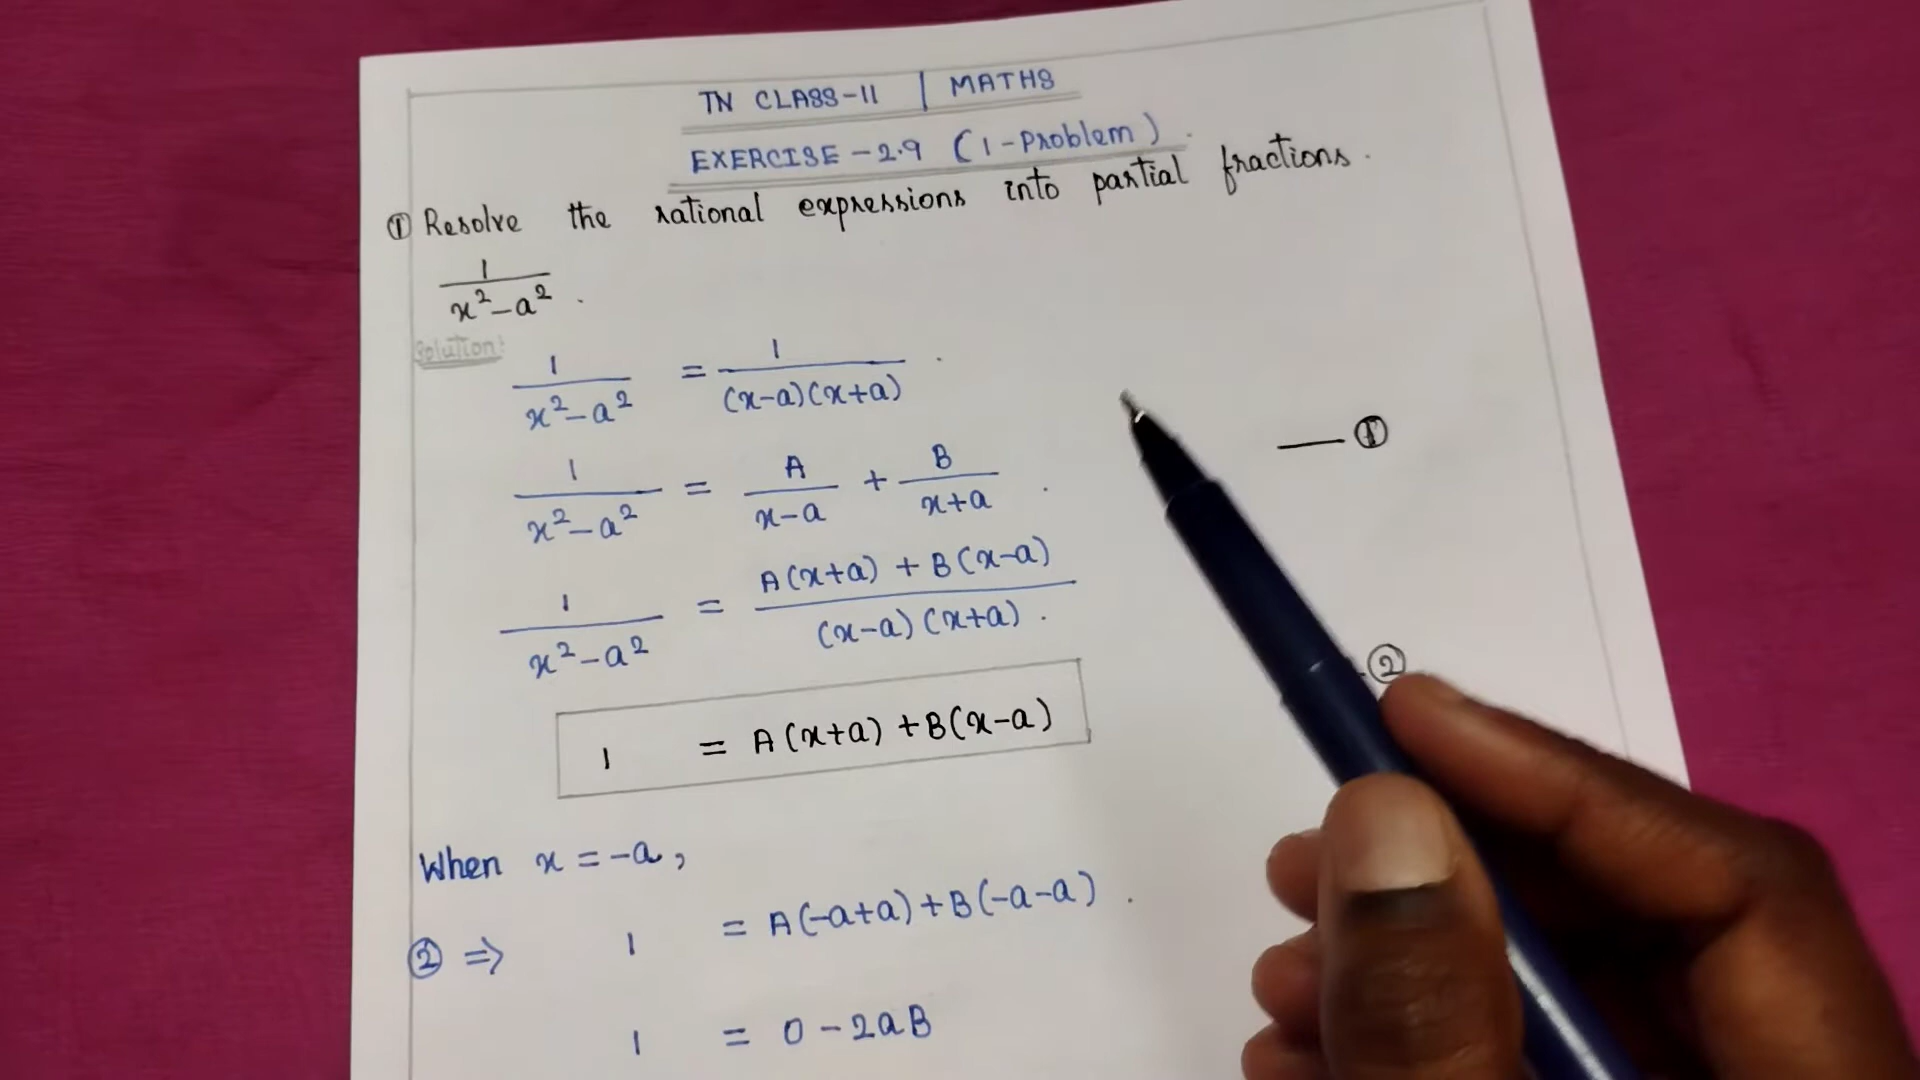 TN CLASS-11 | MATHS
EXERCISE-2.9 (1-Problem).
① Resolve the rational expressions into partial fractions.
1/(x²-a²).
Solution:
1/(x²-a²) = 1/((x-a)(x+a)).
1/(x²-a²) = A/(x-a) + B/(x+a). —①
1/(x²-a²) = (A(x+a) + B(x-a))/((x-a)(x+a)).
1 = A(x+a) + B(x-a) —②
When x = -a,
② ⇒ 1 = A(-a+a) + B(-a-a).
1 = 0 - 2aB